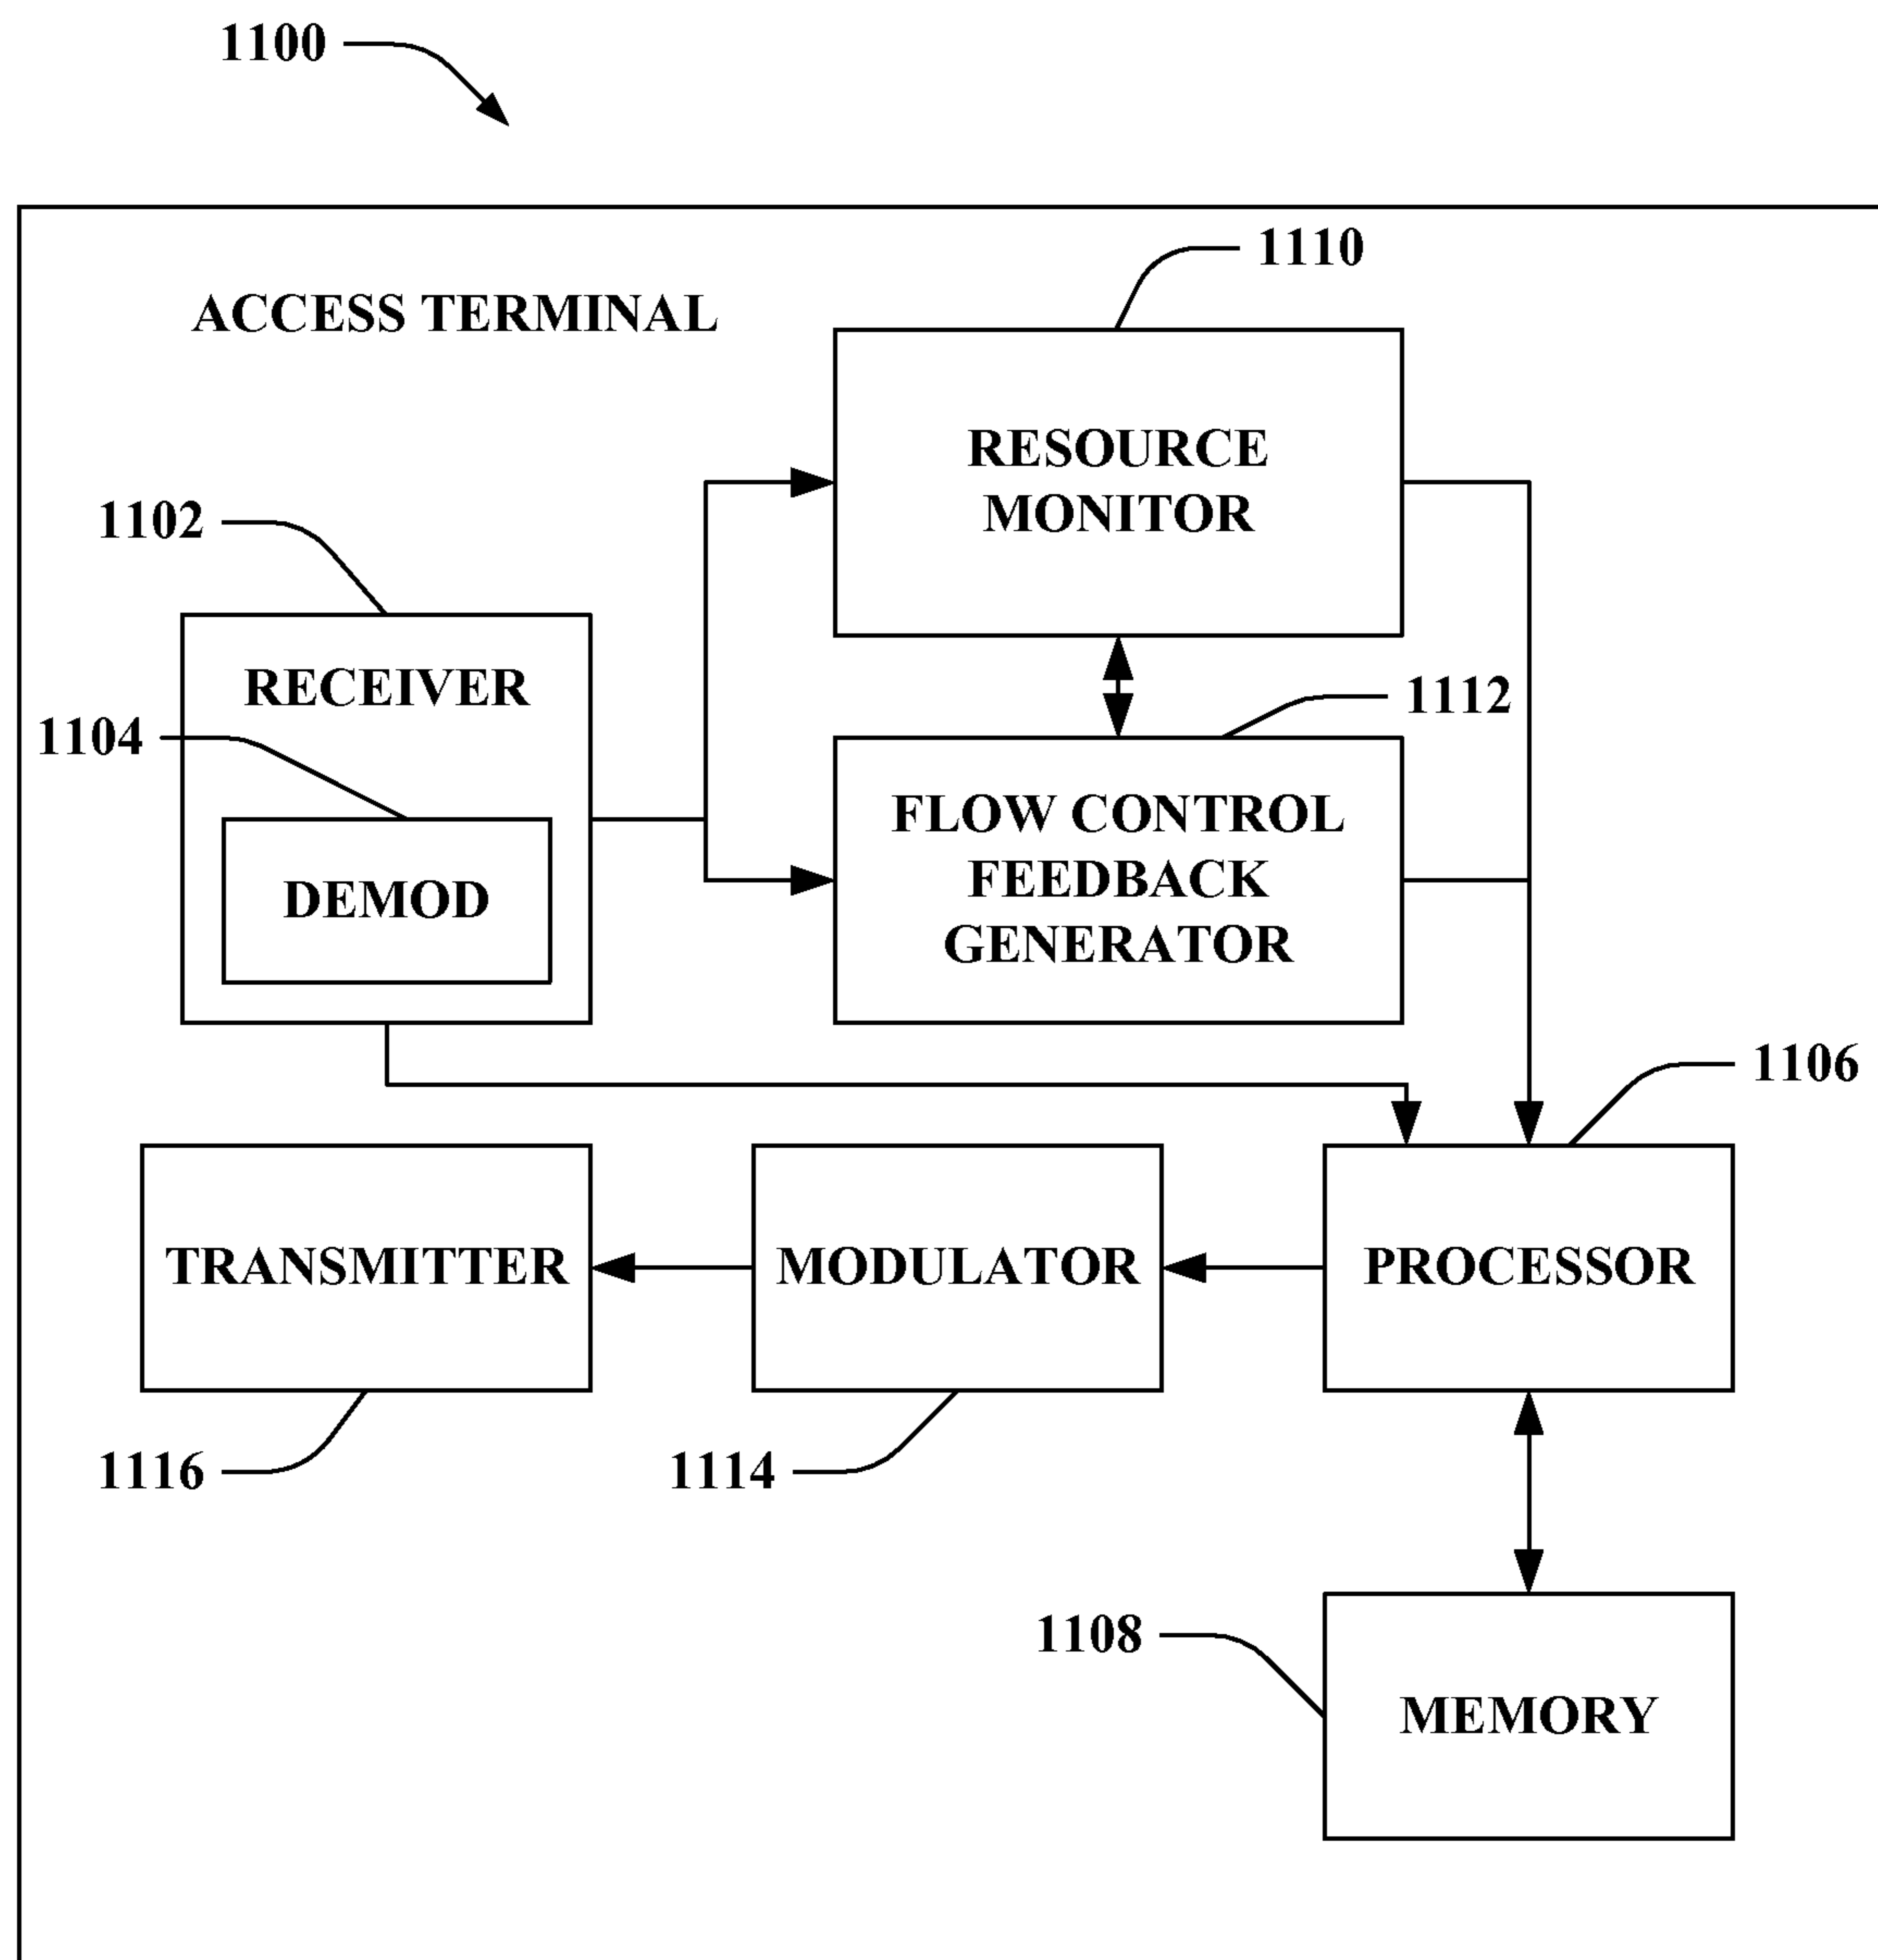 1100
1110
ACCESS TERMINAL
RESOURCE
MONITOR
1102
RECEIVER
1112
1104
FLOW CONTROL
FEEDBACK
GENERATOR
DEMOD
1106
TRANSMITTER
MODULATOR
PROCESSOR
1116
1114
1108
MEMORY